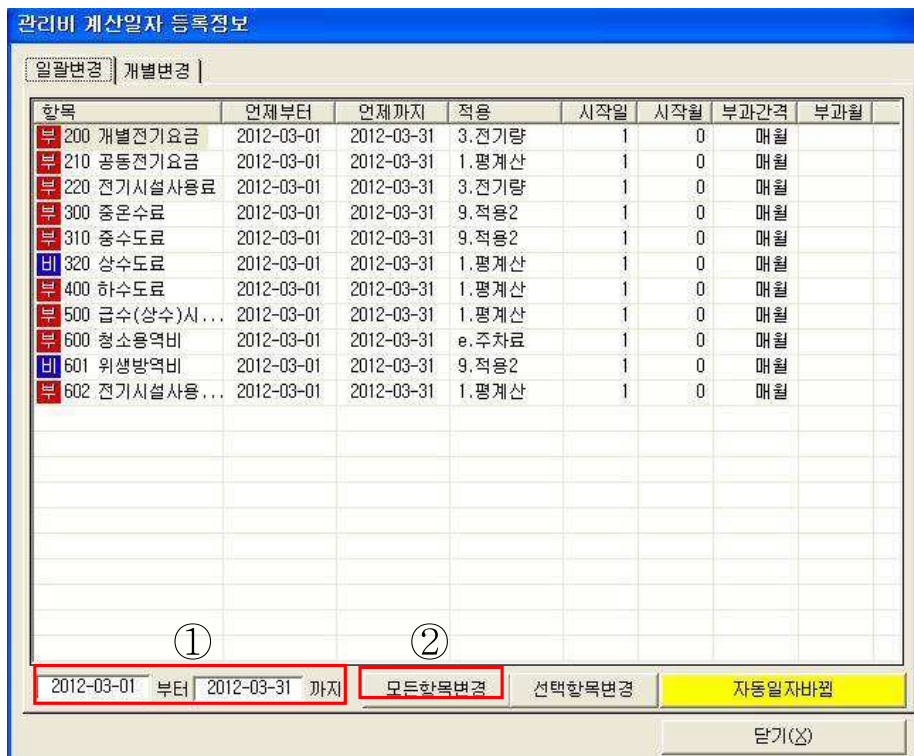 관리비 계산일자 등록정보
일괄변경 개별변경
항목 언제부터 언제까지 적용 시작일 시작월 부과간격 부과월
부 200 개별전기요금 2012-03-01 2012-03-31 3.전기량 1 0 매월
부 210 공동전기요금 2012-03-01 2012-03-31 1.평계산 1 0 매월
부 220 전기시설사용료 2012-03-01 2012-03-31 3.전기량 1 0 매월
부 300 중온수료 2012-03-01 2012-03-31 9.적용2 1 0 매월
부 310 중수도료 2012-03-01 2012-03-31 9.적용2 1 0 매월
비 320 상수도료 2012-03-01 2012-03-31 1.평계산 1 0 매월
부 400 하수도료 2012-03-01 2012-03-31 1.평계산 1 0 매월
부 500 급수(상수)시... 2012-03-01 2012-03-31 1.평계산 1 0 매월
부 600 청소용역비 2012-03-01 2012-03-31 e.주차료 1 0 매월
비 601 위생방역비 2012-03-01 2012-03-31 9.적용2 1 0 매월
부 602 전기시설사용... 2012-03-01 2012-03-31 1.평계산 1 0 매월
① ②
2012-03-01 부터 2012-03-31 까지 모든항목변경 선택항목변경 자동일자바뀜
닫기(X)